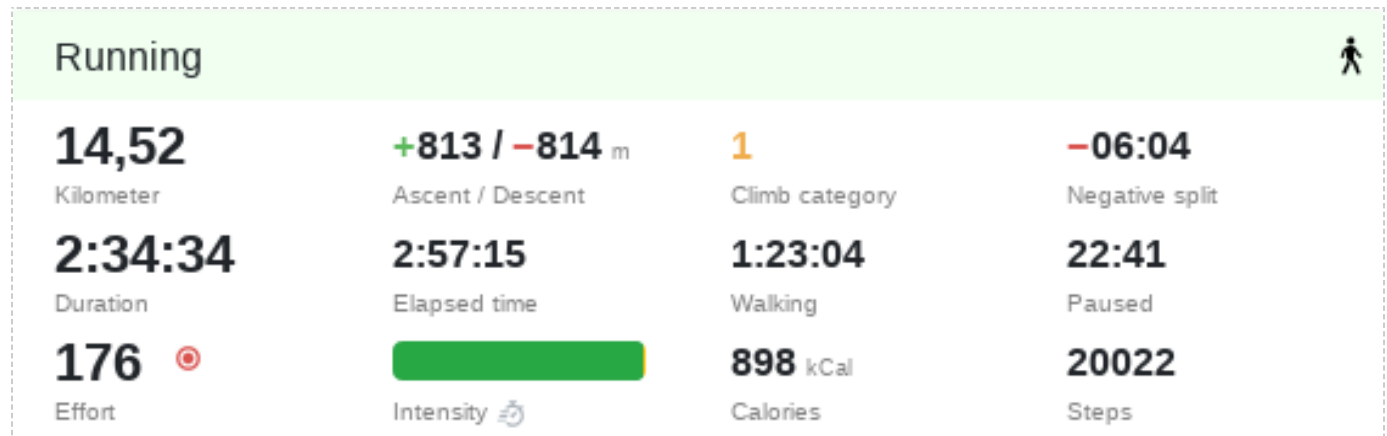 Running
14,52 +813 / −814 m 1 −06:04
Kilometer Ascent / Descent Climb category Negative split
2:34:34 2:57:15 1:23:04 22:41
Duration Elapsed time Walking Paused
176 898 kCal 20022
Effort Intensity Calories Steps